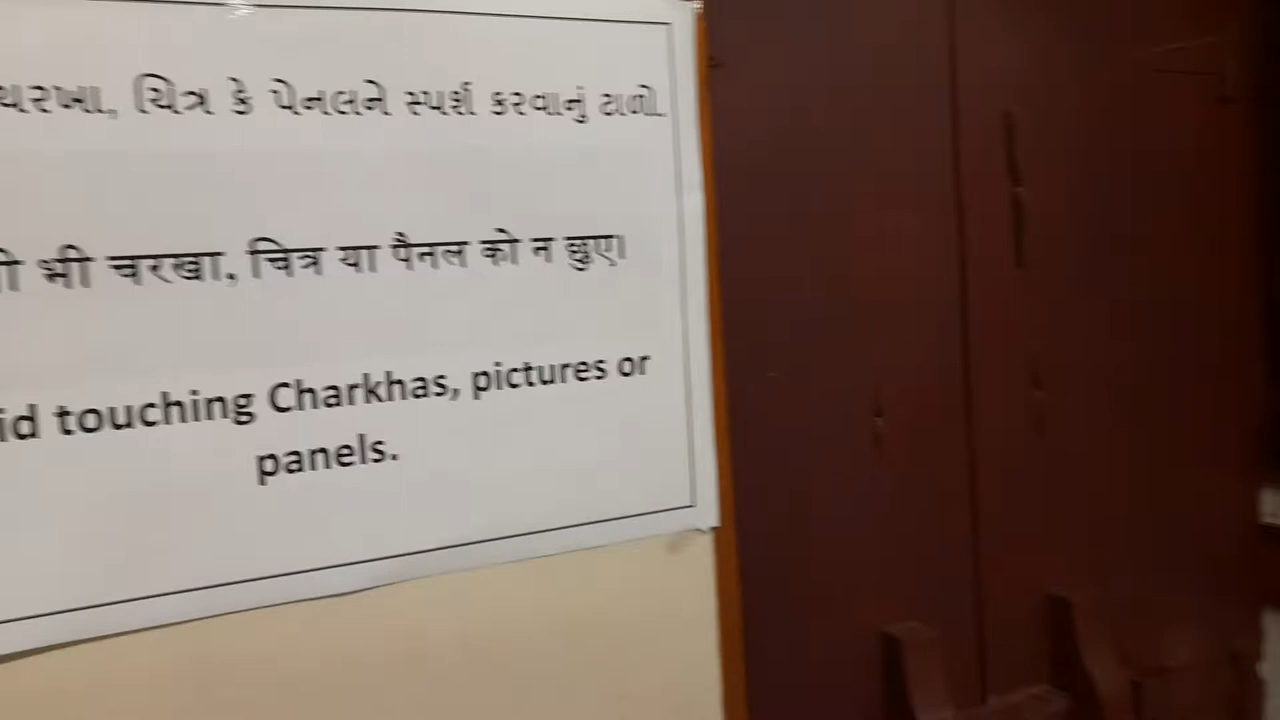 ચરખા, ચિત્ર કે પેનલને સ્પર્શ કરવાનું ટાળો.
भी चरखा, चित्र या पैनल को न छुए।
touching Charkhas, pictures or
panels.